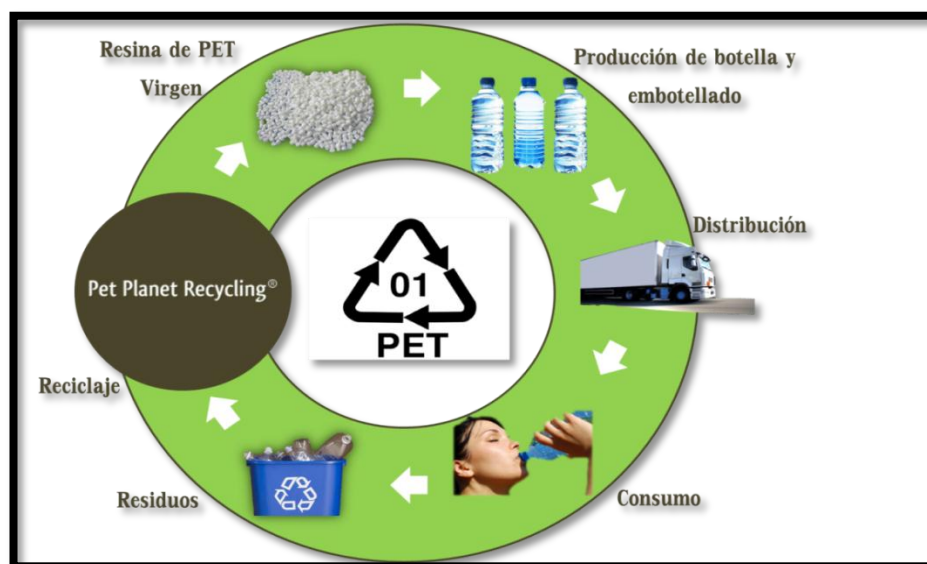 Resina de PET
Virgen
Producción de botella y
embotellado
Distribución
Consumo
Residuos
Reciclaje
Pet Planet Recycling®
01
PET